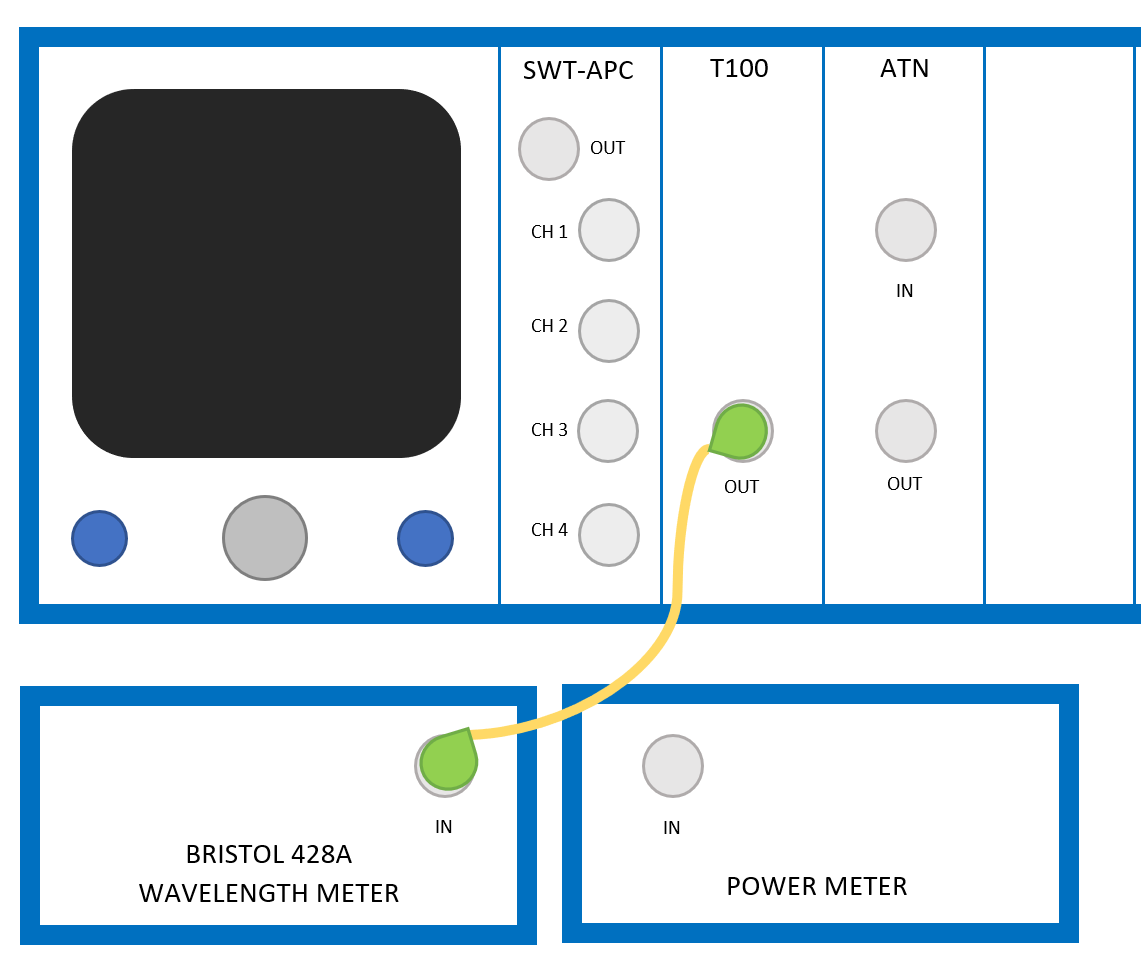 SWT-APC
T100
ATN
OUT
CH 1
CH 2
CH 3
CH 4
OUT
IN
OUT
IN
BRISTOL 428A
WAVELENGTH METER
IN
POWER METER